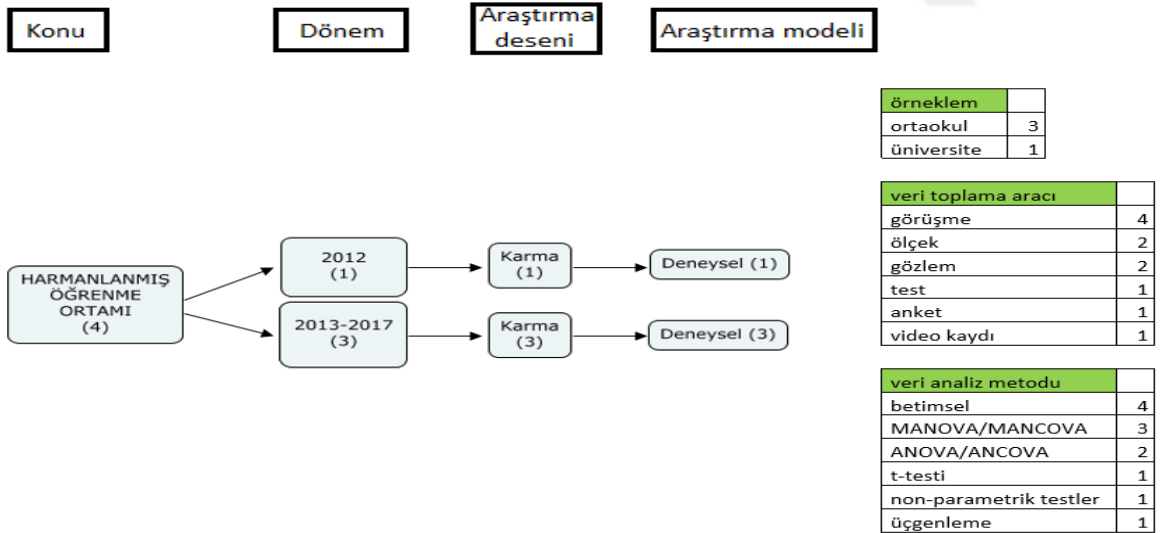 Konu
Dönem
Araştırma
deseni
Araştırma modeli
HARMANLANMIŞ
ÖĞRENME
ORTAMI
(4)
2012
(1)
Karma
(1)
Deneysel (1)
2013-2017
(3)
Karma
(3)
Deneysel (3)
örneklem
ortaokul 3
üniversite 1
veri toplama aracı
görüşme 4
ölçek 2
gözlem 2
test 1
anket 1
video kaydı 1
veri analiz metodu
betimsel 4
MANOVA/MANCOVA 3
ANOVA/ANCOVA 2
t-testi 1
non-parametrik testler 1
üçgenleme 1